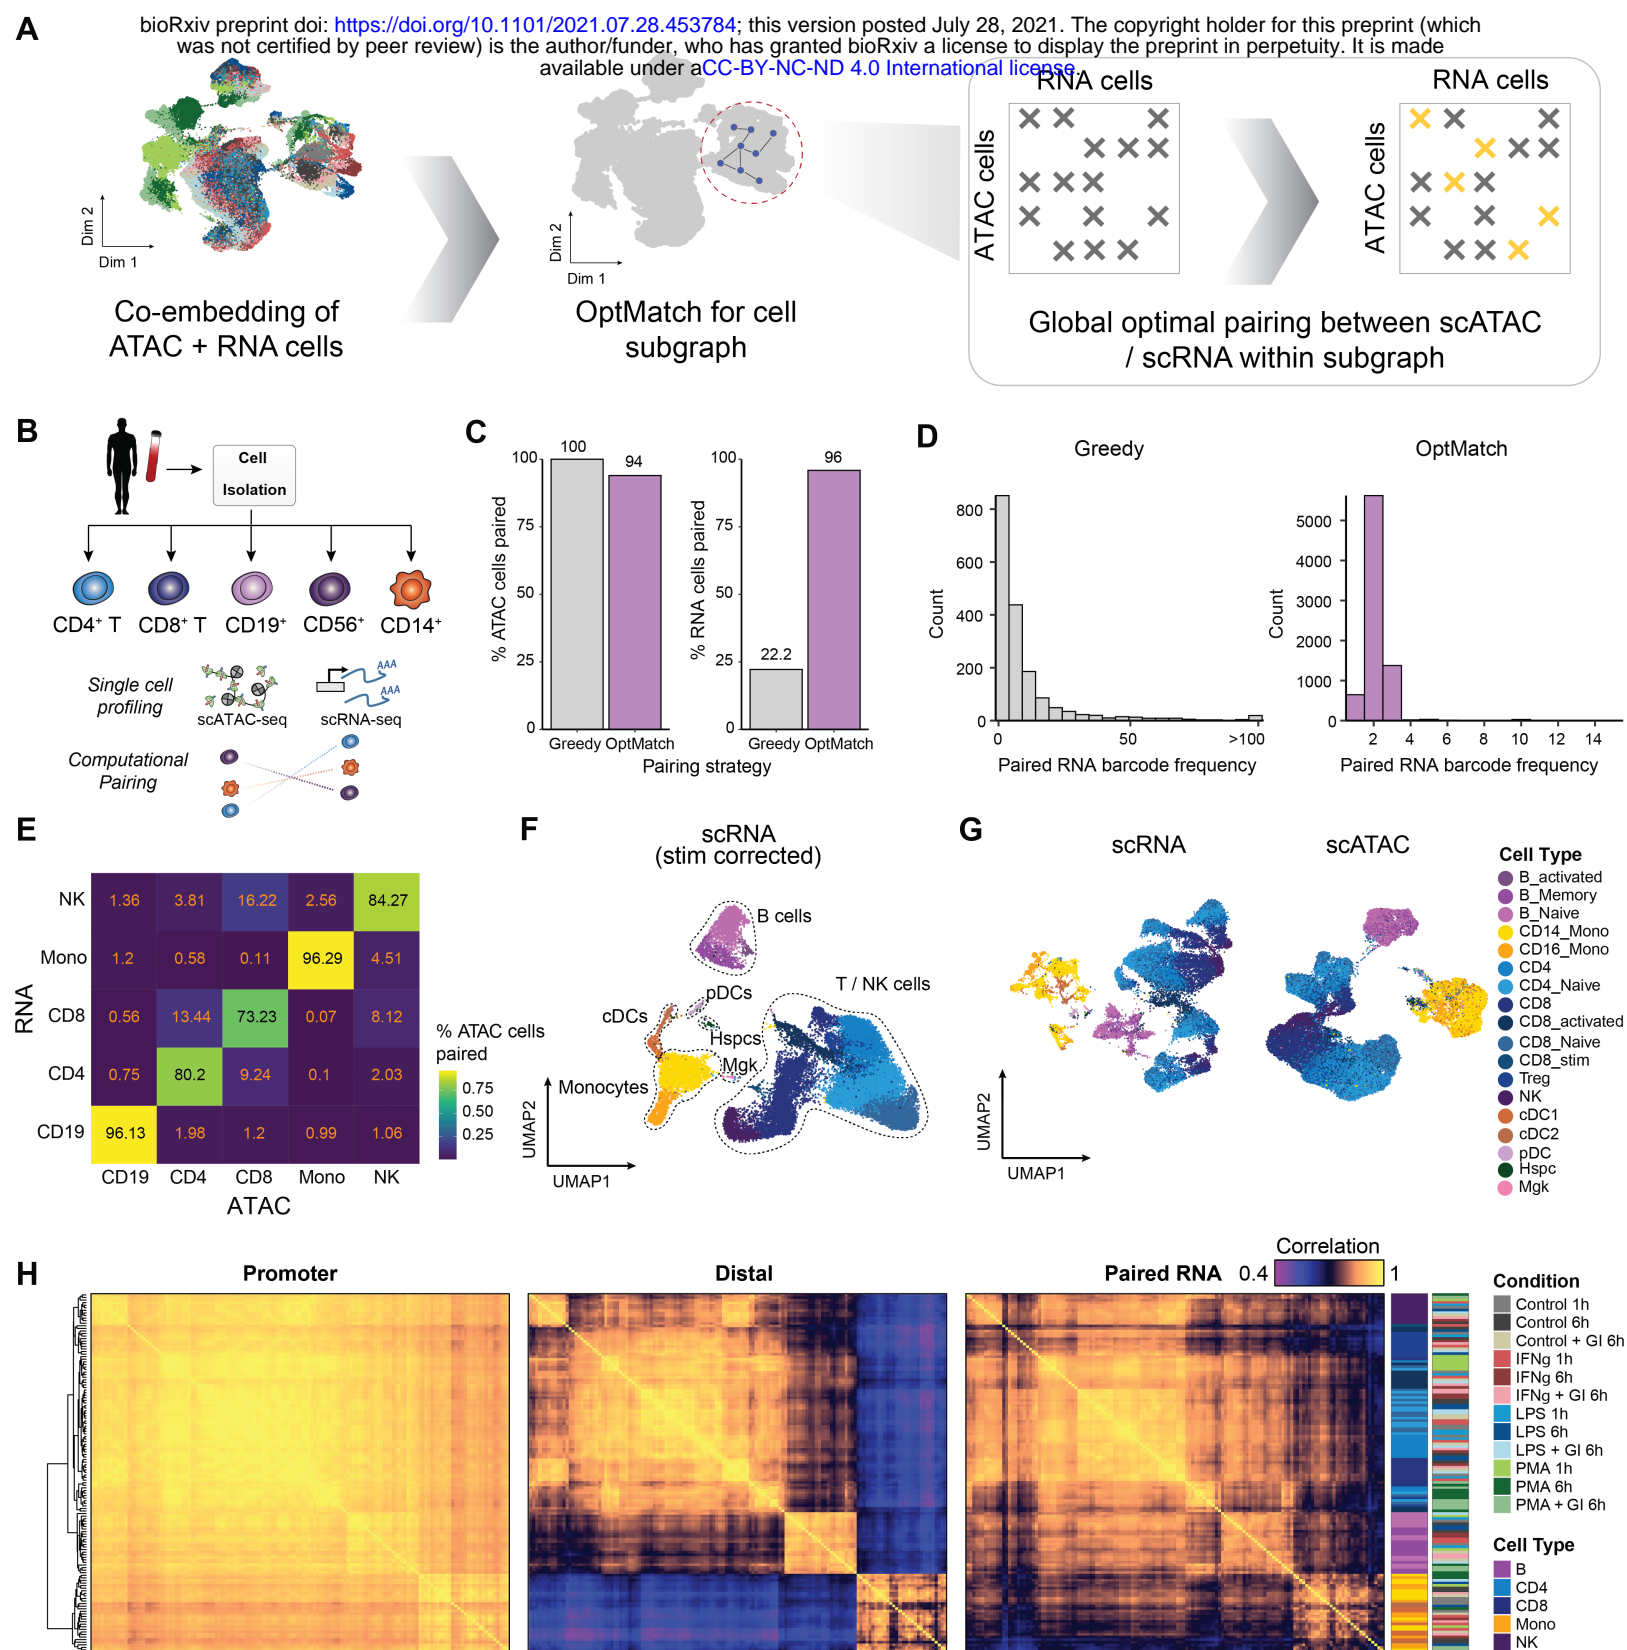 A
bioRxiv preprint doi: https://doi.org/10.1101/2021.07.28.453784; this version posted July 28, 2021. The copyright holder for this preprint (which
was not certified by peer review) is the author/funder, who has granted bioRxiv a license to display the preprint in perpetuity. It is made
available under aCC-BY-NC-ND 4.0 International license.
RNA cells
RNA cells
ATAC cells
ATAC cells
Dim 2
Dim 1
Dim 2
Dim 1
Co-embedding of
ATAC + RNA cells
OptMatch for cell
subgraph
Global optimal pairing between scATAC
/ scRNA within subgraph
B
Cell
Isolation
CD4+ T
CD8+ T
CD19+
CD56+
CD14+
Single cell
profiling
scATAC-seq
AAA
AAA
scRNA-seq
Computational
Pairing
C
% ATAC cells paired
100
75
50
25
0
100
94
Greedy
OptMatch
% RNA cells paired
100
75
50
25
0
22.2
96
Greedy
OptMatch
Pairing strategy
D
Greedy
Count
800
600
400
200
0
0
50
>100
Paired RNA barcode frequency
OptMatch
Count
5000
4000
3000
2000
1000
0
2
4
6
8
10
12
14
Paired RNA barcode frequency
E
RNA
NK
1.36
3.81
16.22
2.56
84.27
Mono
1.2
0.58
0.11
96.29
4.51
CD8
0.56
13.44
73.23
0.07
8.12
CD4
0.75
80.2
9.24
0.1
2.03
CD19
96.13
1.98
1.2
0.99
1.06
CD19
CD4
CD8
Mono
NK
ATAC
% ATAC cells
paired
0.75
0.50
0.25
F
scRNA
(stim corrected)
B cells
pDCs
T / NK cells
cDCs
Hspcs
Mgk
Monocytes
UMAP2
UMAP1
G
scRNA
scATAC
UMAP2
UMAP1
Cell Type
B_activated
B_Memory
B_Naive
CD14_Mono
CD16_Mono
CD4
CD4_Naive
CD8
CD8_activated
CD8_Naive
CD8_stim
Treg
NK
cDC1
cDC2
pDC
Hspc
Mgk
H
Promoter
Distal
Paired RNA
Correlation
0.4
1
Condition
Control 1h
Control 6h
Control + GI 6h
IFNg 1h
IFNg 6h
IFNg + GI 6h
LPS 1h
LPS 6h
LPS + GI 6h
PMA 1h
PMA 6h
PMA + GI 6h
Cell Type
B
CD4
CD8
Mono
NK